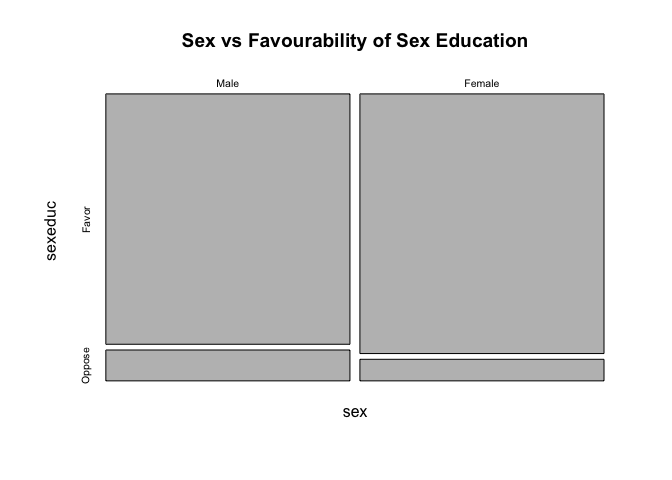 Sex vs Favourability of Sex Education
Male
Female
sexeduc
Favor
Oppose
sex